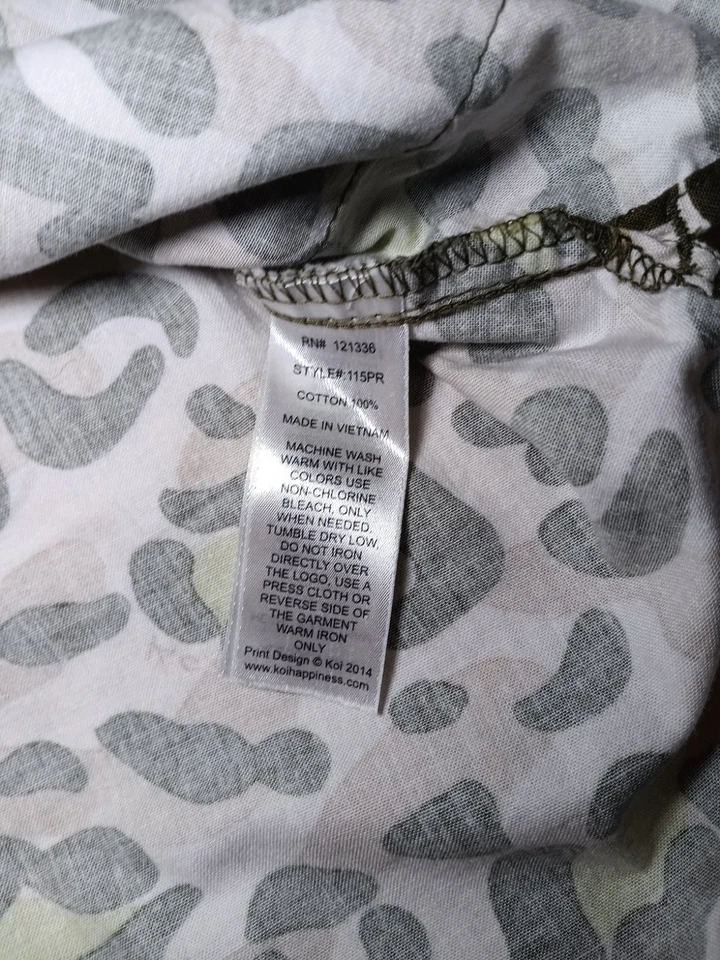 RN# 121336
STYLE#:115PR
COTTON 100%
MADE IN VIETNAM
MACHINE WASH
WARM WITH LIKE
COLORS USE
NON-CHLORINE
BLEACH, ONLY
WHEN NEEDED.
TUMBLE DRY LOW,
DO NOT IRON
DIRECTLY OVER
THE LOGO, USE A
PRESS CLOTH OR
REVERSE SIDE OF
THE GARMENT
WARM IRON
ONLY
Print Design © Koi 2014
www.koihappiness.com